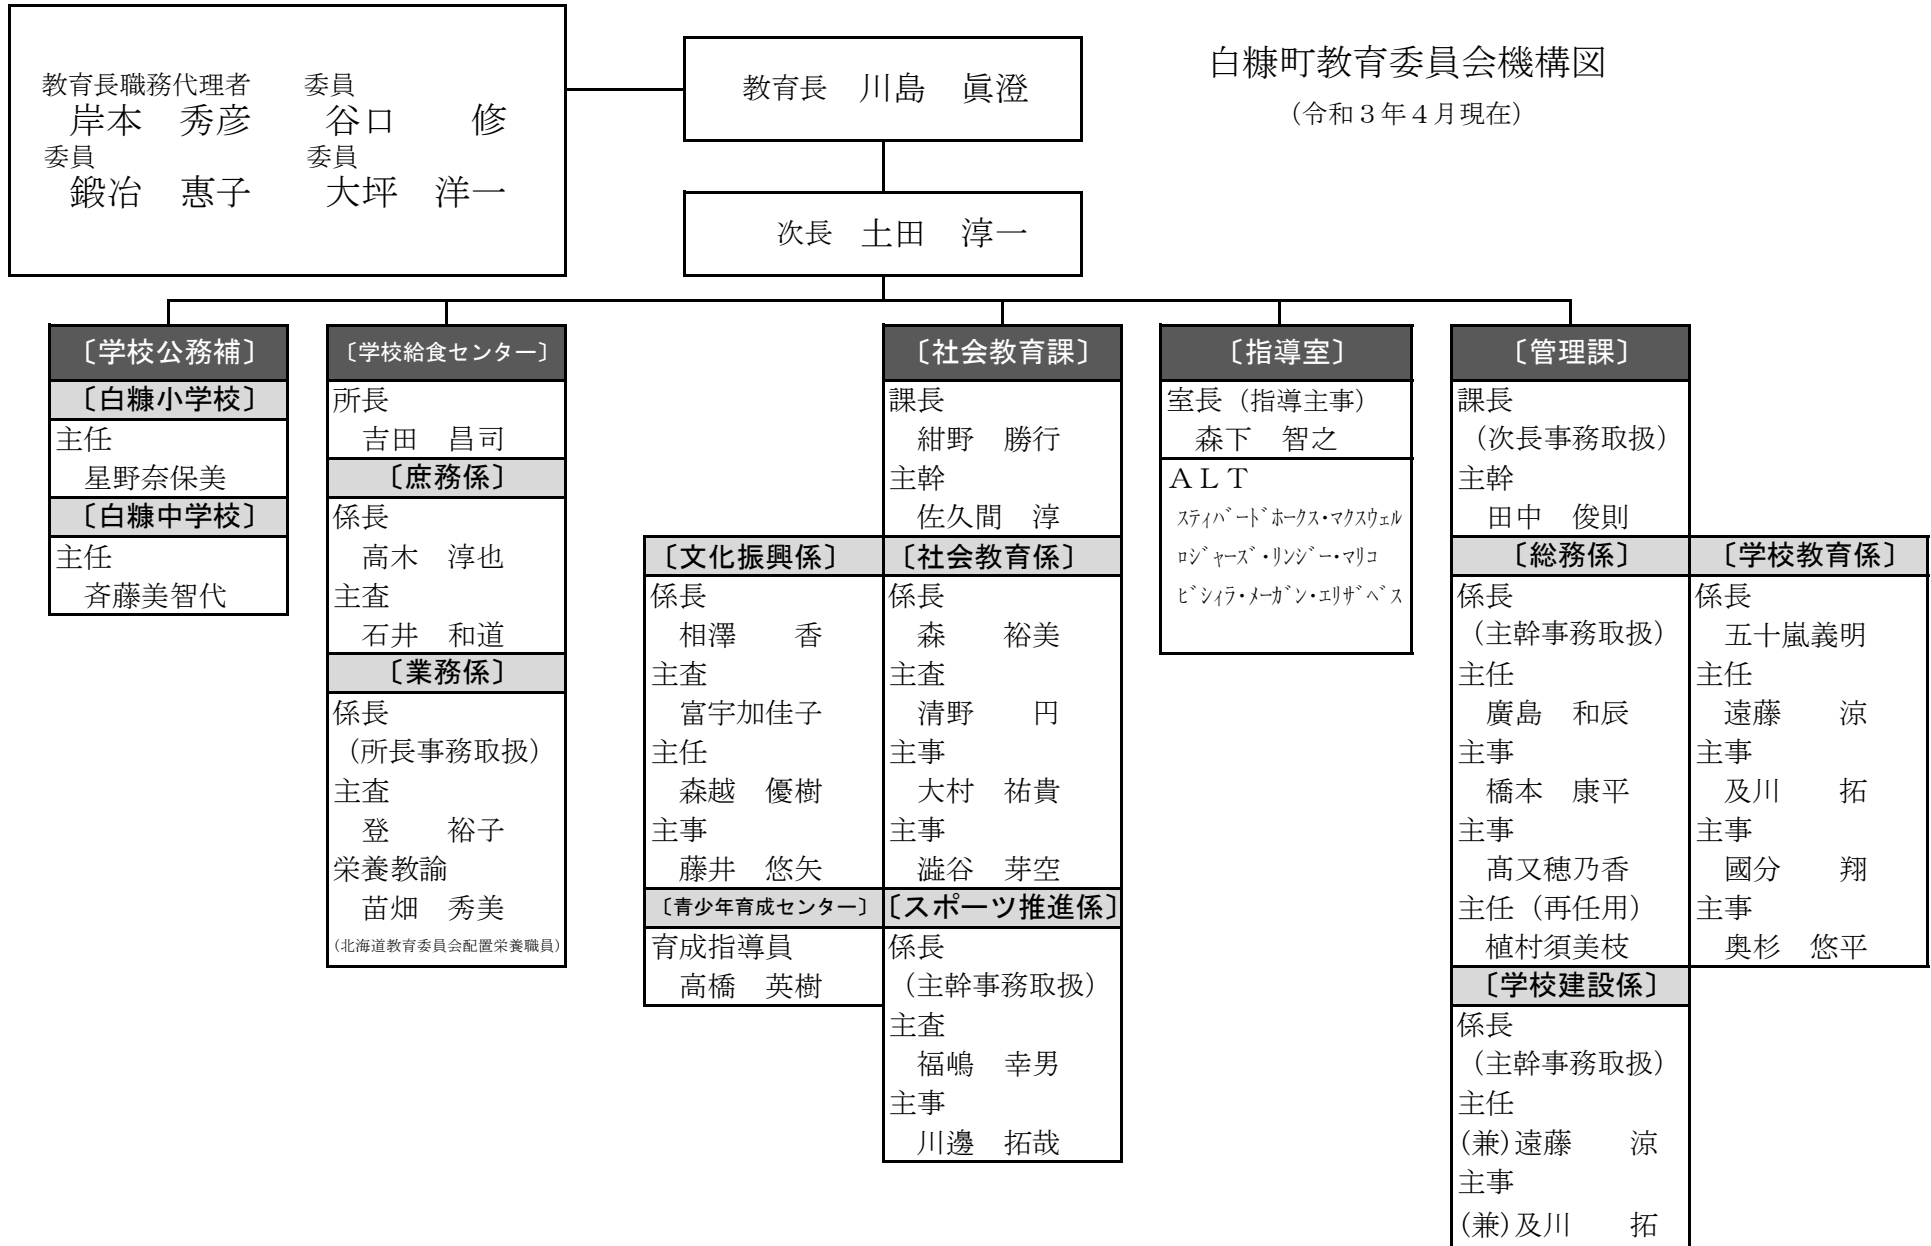 白糠町教育委員会機構図
（令和３年４月現在）
教育長職務代理者　委員
岸本　秀彦　谷口　　修
委員　委員
鍛冶　惠子　大坪　洋一
教育長　川島　眞澄
次長　土田　淳一
〔学校公務補〕
〔白糠小学校〕
主任
星野奈保美
〔白糠中学校〕
主任
斉藤美智代
〔学校給食センター〕
所長
吉田　昌司
〔庶務係〕
係長
高木　淳也
主査
石井　和道
〔業務係〕
係長
（所長事務取扱）
主査
登　　裕子
栄養教諭
苗畑　秀美
（北海道教育委員会配置栄養職員）
〔社会教育課〕
課長
紺野　勝行
主幹
佐久間　淳
〔文化振興係〕
係長
相澤　　香
主査
富宇加佳子
主任
森越　優樹
主事
藤井　悠矢
〔青少年育成センター〕
育成指導員
高橋　英樹
〔社会教育係〕
係長
森　　裕美
主査
清野　　円
主事
大村　祐貴
主事
澁谷　芽空
〔スポーツ推進係〕
係長
（主幹事務取扱）
主査
福嶋　幸男
主事
川邊　拓哉
〔指導室〕
室長（指導主事）
森下　智之
ＡＬＴ
ｽﾃｨﾊﾞｰﾄﾞﾎｰｸｽ・ﾏｸｽｳｪﾙ
ﾛｼﾞｬｰｽﾞ・ﾘﾝｼﾞｰ・ﾏﾘｺ
ﾋﾞｼｨﾗ・ﾒｰｶﾞﾝ・ｴﾘｻﾞﾍﾞｽ
〔管理課〕
課長
（次長事務取扱）
主幹
田中　俊則
〔総務係〕
係長
（主幹事務取扱）
主任
廣島　和辰
主事
橋本　康平
主事
髙又穂乃香
主任（再任用）
植村須美枝
〔学校建設係〕
係長
（主幹事務取扱）
主任
(兼)遠藤　　涼
主事
(兼)及川　　拓
〔学校教育係〕
係長
五十嵐義明
主任
遠藤　　涼
主事
及川　　拓
主事
國分　　翔
主事
奥杉　悠平